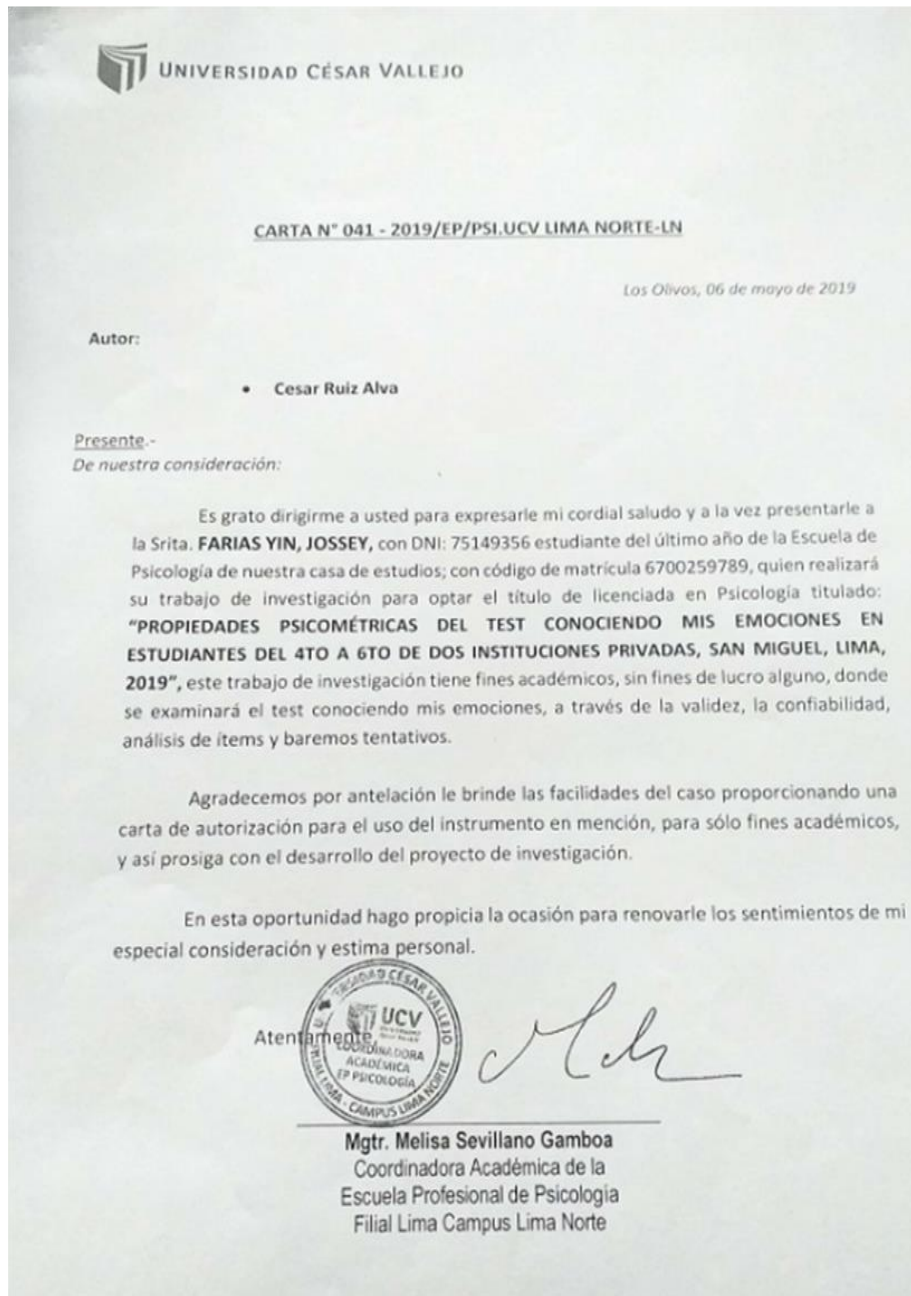 UNIVERSIDAD CÉSAR VALLEJO
CARTA N° 041 - 2019/EP/PSI.UCV LIMA NORTE-LN
Los Olivos, 06 de mayo de 2019
Autor:
• Cesar Ruiz Alva
Presente.-
De nuestra consideración:
Es grato dirigirme a usted para expresarle mi cordial saludo y a la vez presentarle a
la Srita. FARIAS YIN, JOSSEY, con DNI: 75149356 estudiante del último año de la Escuela de
Psicología de nuestra casa de estudios; con código de matrícula 6700259789, quien realizará
su trabajo de investigación para optar el título de licenciada en Psicología titulado:
"PROPIEDADES PSICOMÉTRICAS DEL TEST CONOCIENDO MIS EMOCIONES EN
ESTUDIANTES DEL 4TO A 6TO DE DOS INSTITUCIONES PRIVADAS, SAN MIGUEL, LIMA,
2019", este trabajo de investigación tiene fines académicos, sin fines de lucro alguno, donde
se examinará el test conociendo mis emociones, a través de la validez, la confiabilidad,
análisis de ítems y baremos tentativos.
Agradecemos por antelación le brinde las facilidades del caso proporcionando una
carta de autorización para el uso del instrumento en mención, para sólo fines académicos,
y así prosiga con el desarrollo del proyecto de investigación.
En esta oportunidad hago propicia la ocasión para renovarle los sentimientos de mi
especial consideración y estima personal.
Atentamente,
CÉSAR VALLEJO
UCV
COORDINADORA
ACADÉMICA
EP PSICOLOGÍA
FILIAL LIMA - CAMPUS LIMA NORTE
Mgtr. Melisa Sevillano Gamboa
Coordinadora Académica de la
Escuela Profesional de Psicologia
Filial Lima Campus Lima Norte